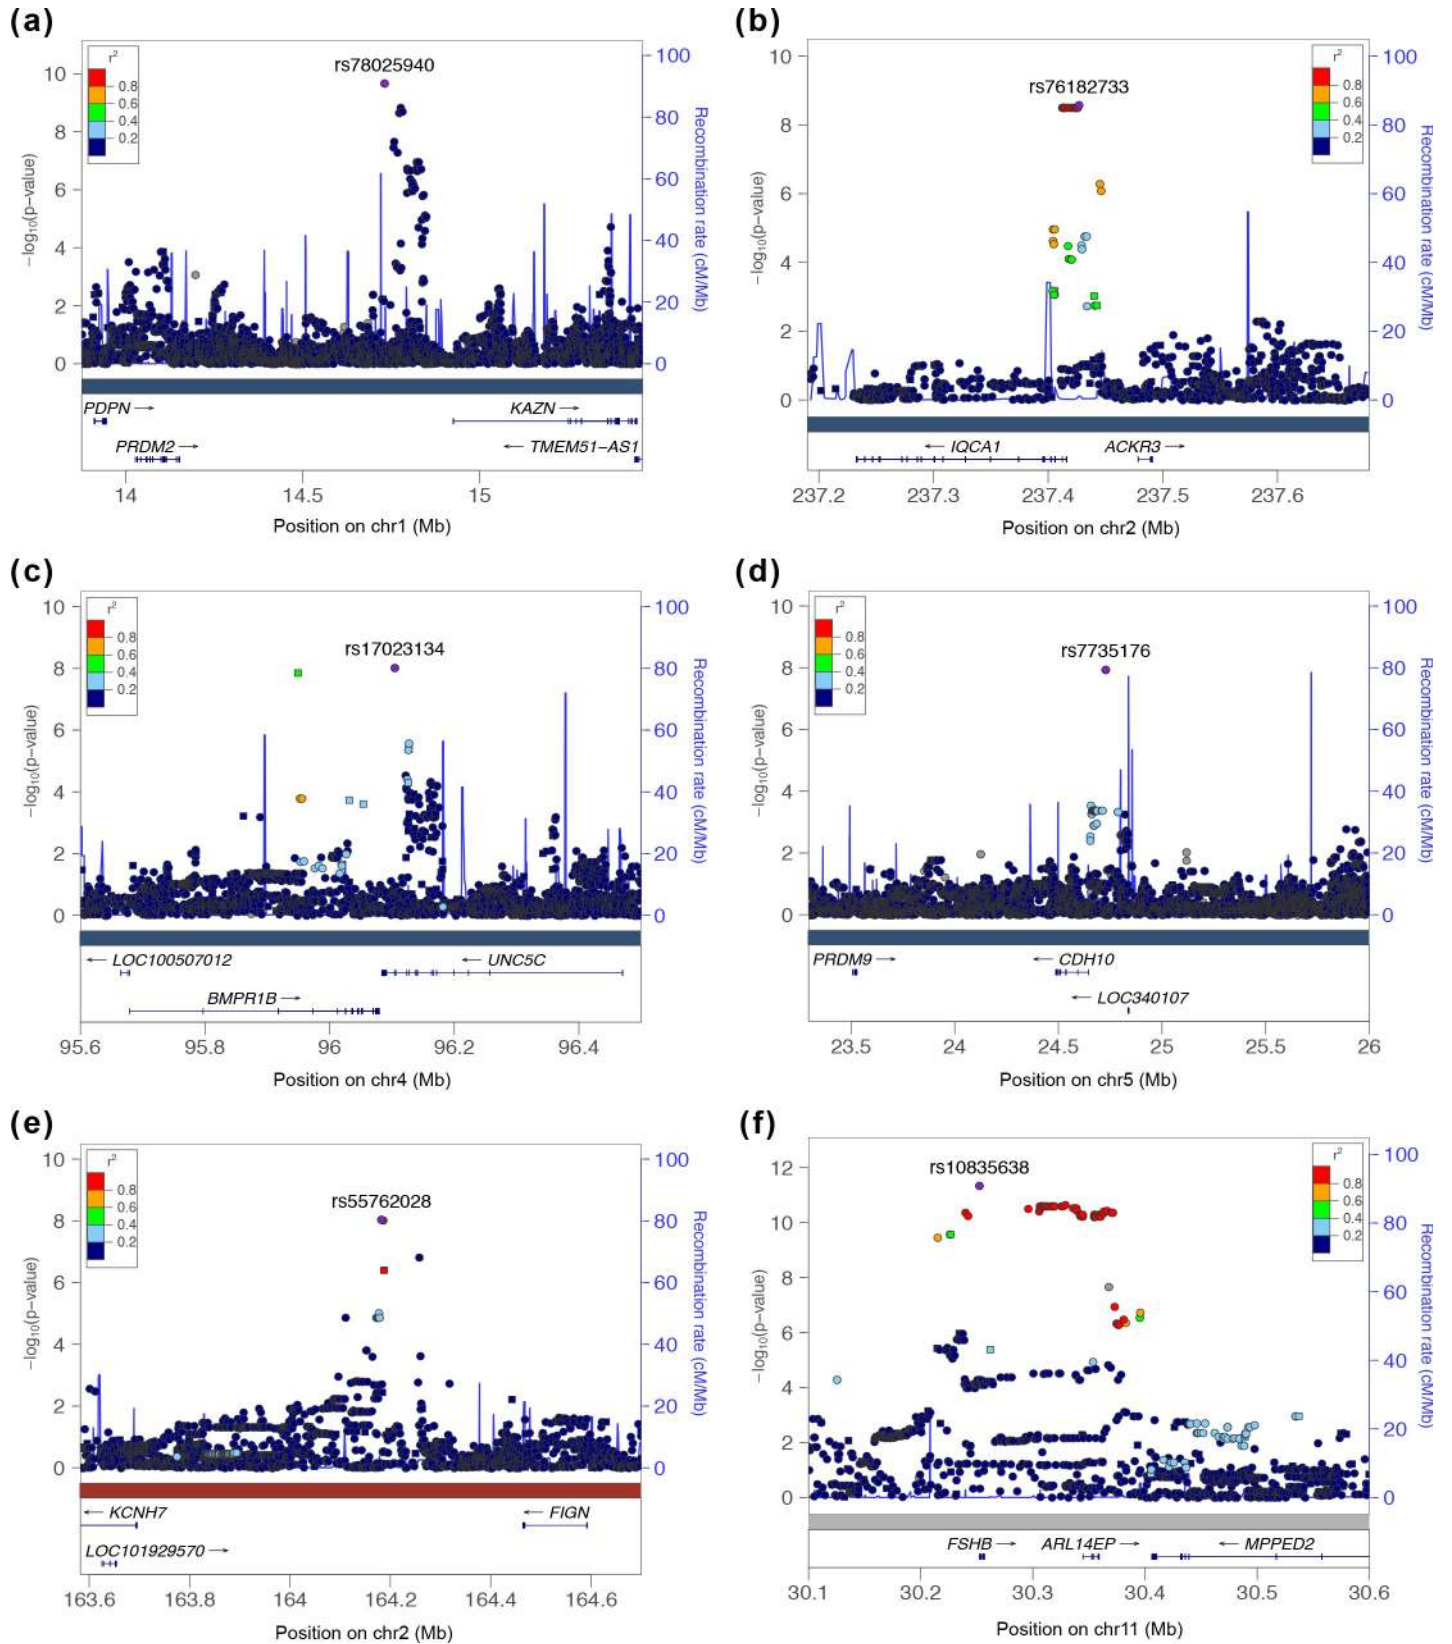 (a)
r²
0.8
0.6
0.4
0.2
rs78025940
10
8
6
4
2
0
−log₁₀(p−value)
100
80
60
40
20
0
Recombination rate (cM/Mb)
PDPN →
KAZN →
PRDM2 →
← TMEM51−AS1
14 14.5 15
Position on chr1 (Mb)
(b)
r²
0.8
0.6
0.4
0.2
rs76182733
10
8
6
4
2
0
−log₁₀(p−value)
100
80
60
40
20
0
Recombination rate (cM/Mb)
← IQCA1
ACKR3 →
237.2 237.3 237.4 237.5 237.6
Position on chr2 (Mb)
(c)
r²
0.8
0.6
0.4
0.2
rs17023134
10
8
6
4
2
0
−log₁₀(p−value)
100
80
60
40
20
0
Recombination rate (cM/Mb)
← LOC100507012
← UNC5C
BMPR1B →
95.6 95.8 96 96.2 96.4
Position on chr4 (Mb)
(d)
r²
0.8
0.6
0.4
0.2
rs7735176
10
8
6
4
2
0
−log₁₀(p−value)
100
80
60
40
20
0
Recombination rate (cM/Mb)
PRDM9 →
← CDH10
← LOC340107
23.5 24 24.5 25 25.5 26
Position on chr5 (Mb)
(e)
r²
0.8
0.6
0.4
0.2
rs55762028
10
8
6
4
2
0
−log₁₀(p−value)
100
80
60
40
20
0
Recombination rate (cM/Mb)
← KCNH7
← FIGN
LOC101929570 →
163.6 163.8 164 164.2 164.4 164.6
Position on chr2 (Mb)
(f)
r²
0.8
0.6
0.4
0.2
rs10835638
12
10
8
6
4
2
0
−log₁₀(p−value)
100
80
60
40
20
0
Recombination rate (cM/Mb)
FSHB →
ARL14EP →
← MPPED2
30.1 30.2 30.3 30.4 30.5 30.6
Position on chr11 (Mb)